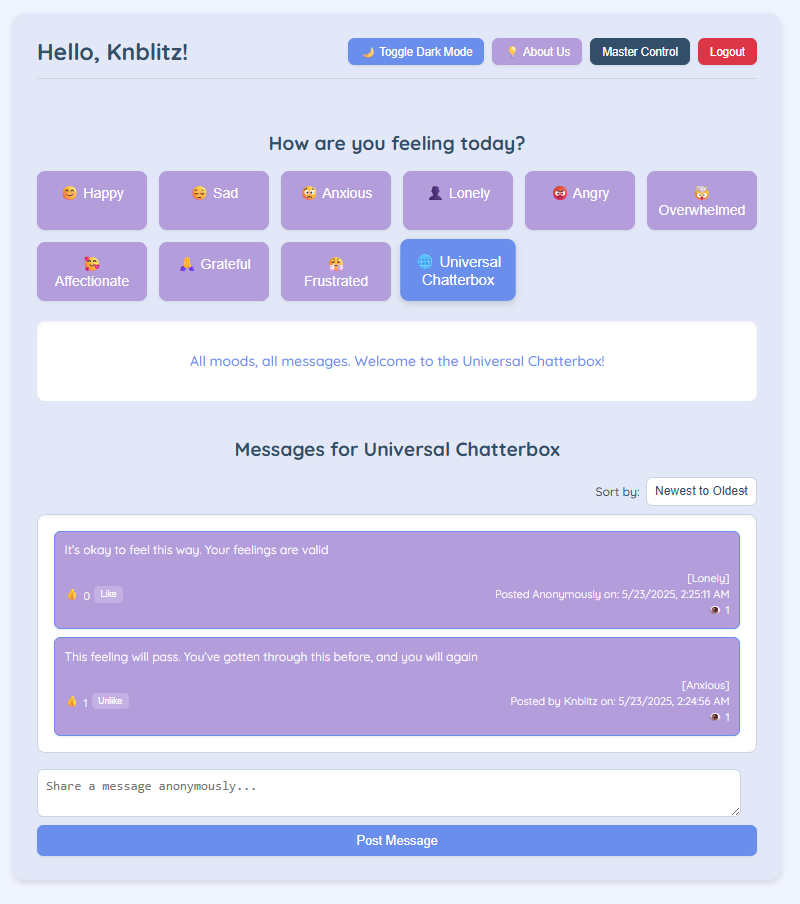 Hello, Knblitz!
🌙 Toggle Dark Mode
💡 About Us
Master Control
Logout
How are you feeling today?
😊 Happy
😔 Sad
😰 Anxious
👤 Lonely
😡 Angry
🤯 Overwhelmed
🥰 Affectionate
🙏 Grateful
😤 Frustrated
🌐 Universal
Chatterbox
All moods, all messages. Welcome to the Universal Chatterbox!
Messages for Universal Chatterbox
Sort by: Newest to Oldest
It's okay to feel this way. Your feelings are valid
[Lonely]
👍 0 Like
Posted Anonymously on: 5/23/2025, 2:25:11 AM
👁 1
This feeling will pass. You've gotten through this before, and you will again
[Anxious]
👍 1 Unlike
Posted by Knblitz on: 5/23/2025, 2:24:56 AM
👁 1
Share a message anonymously...
Post Message